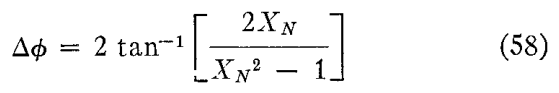 Δφ = 2 tan⁻¹ [ 2X_N / (X_N² − 1) ] (58)